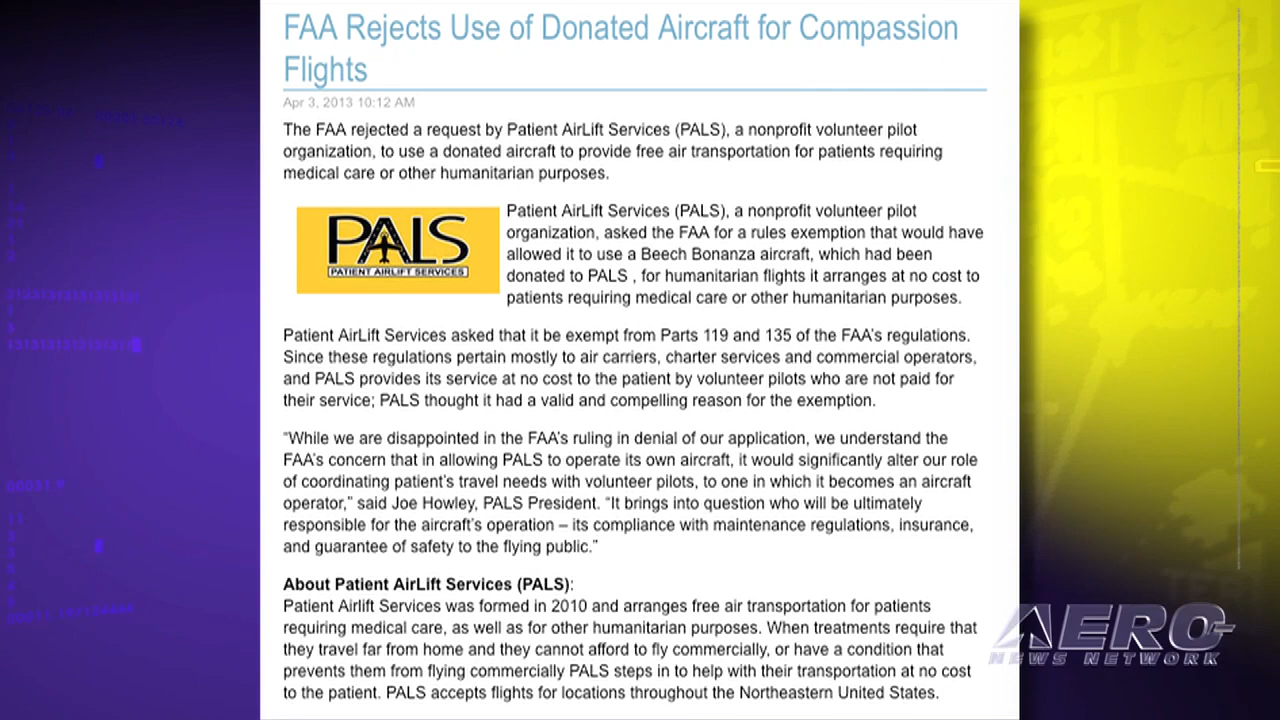 FAA Rejects Use of Donated Aircraft for Compassion
Flights
Apr 3, 2013 10:12 AM
The FAA rejected a request by Patient AirLift Services (PALS), a nonprofit volunteer pilot
organization, to use a donated aircraft to provide free air transportation for patients requiring
medical care or other humanitarian purposes.
PALS
PATIENT AIRLIFT SERVICES
Patient AirLift Services (PALS), a nonprofit volunteer pilot
organization, asked the FAA for a rules exemption that would have
allowed it to use a Beech Bonanza aircraft, which had been
donated to PALS , for humanitarian flights it arranges at no cost to
patients requiring medical care or other humanitarian purposes.
Patient AirLift Services asked that it be exempt from Parts 119 and 135 of the FAA's regulations.
Since these regulations pertain mostly to air carriers, charter services and commercial operators,
and PALS provides its service at no cost to the patient by volunteer pilots who are not paid for
their service; PALS thought it had a valid and compelling reason for the exemption.
“While we are disappointed in the FAA's ruling in denial of our application, we understand the
FAA's concern that in allowing PALS to operate its own aircraft, it would significantly alter our role
of coordinating patient's travel needs with volunteer pilots, to one in which it becomes an aircraft
operator,” said Joe Howley, PALS President. “It brings into question who will be ultimately
responsible for the aircraft's operation – its compliance with maintenance regulations, insurance,
and guarantee of safety to the flying public.”
About Patient AirLift Services (PALS):
Patient Airlift Services was formed in 2010 and arranges free air transportation for patients
requiring medical care, as well as for other humanitarian purposes. When treatments require that
they travel far from home and they cannot afford to fly commercially, or have a condition that
prevents them from flying commercially PALS steps in to help with their transportation at no cost
to the patient. PALS accepts flights for locations throughout the Northeastern United States.
AERO
NEWS NETWORK